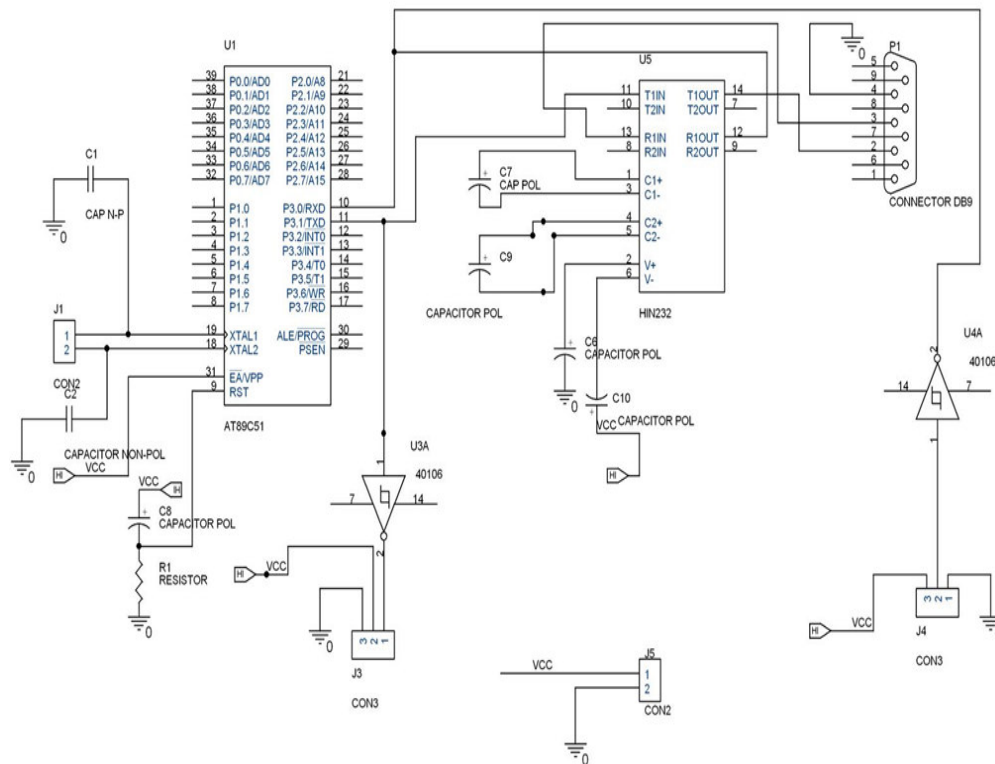 U1
39 P0.0/AD0 P2.0/A8 21
38 P0.1/AD1 P2.1/A9 22
37 P0.2/AD2 P2.2/A10 23
36 P0.3/AD3 P2.3/A11 24
35 P0.4/AD4 P2.4/A12 25
34 P0.5/AD5 P2.5/A13 26
33 P0.6/AD6 P2.6/A14 27
32 P0.7/AD7 P2.7/A15 28
1 P1.0 P3.0/RXD 10
2 P1.1 P3.1/TXD 11
3 P1.2 P3.2/INT0 12
4 P1.3 P3.3/INT1 13
5 P1.4 P3.4/T0 14
6 P1.5 P3.5/T1 15
7 P1.6 P3.6/WR 16
8 P1.7 P3.7/RD 17
19 XTAL1 ALE/PROG 30
18 XTAL2 PSEN 29
31 EA/VPP
9 RST
AT89C51
C1
CAP N-P
0
J1
1
2
CON2
C2
CAPACITOR NON-POL
0
HI VCC
VCC HI
C8
CAPACITOR POL
R1
RESISTOR
0
U5
11 T1IN T1OUT 14
10 T2IN T2OUT 7
13 R1IN R1OUT 12
8 R2IN R2OUT 9
1 C1+
3 C1-
4 C2+
5 C2-
2 V+
6 V-
HIN232
C7
CAP POL
C9
CAPACITOR POL
C6
CAPACITOR POL
0
C10
CAPACITOR POL
VCC
HI
0
P1
5
9
4
8
3
7
2
6
1
CONNECTOR DB9
U3A
40106
1
7 14
2
HI VCC
0
3 2 1
J3
CON3
U4A
40106
2
14 7
1
HI VCC
3 2 1
0
J4
CON3
VCC
J5
1
2
CON2
0